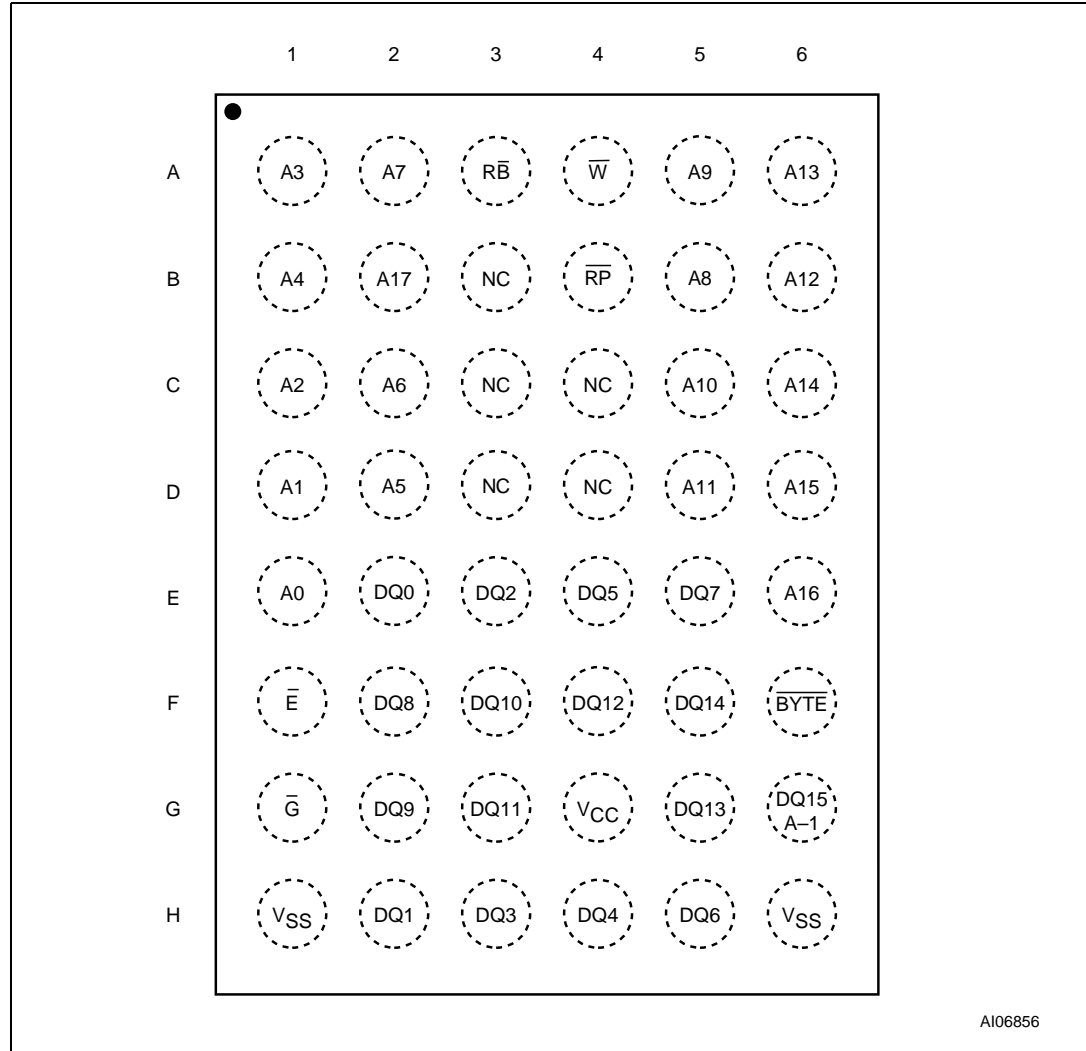 1 2 3 4 5 6
A A3 A7 RB̅ W̅ A9 A13
B A4 A17 NC R̅P̅ A8 A12
C A2 A6 NC NC A10 A14
D A1 A5 NC NC A11 A15
E A0 DQ0 DQ2 DQ5 DQ7 A16
F E̅ DQ8 DQ10 DQ12 DQ14 B̅Y̅T̅E̅
G G̅ DQ9 DQ11 VCC DQ13 DQ15
A–1
H VSS DQ1 DQ3 DQ4 DQ6 VSS
AI06856